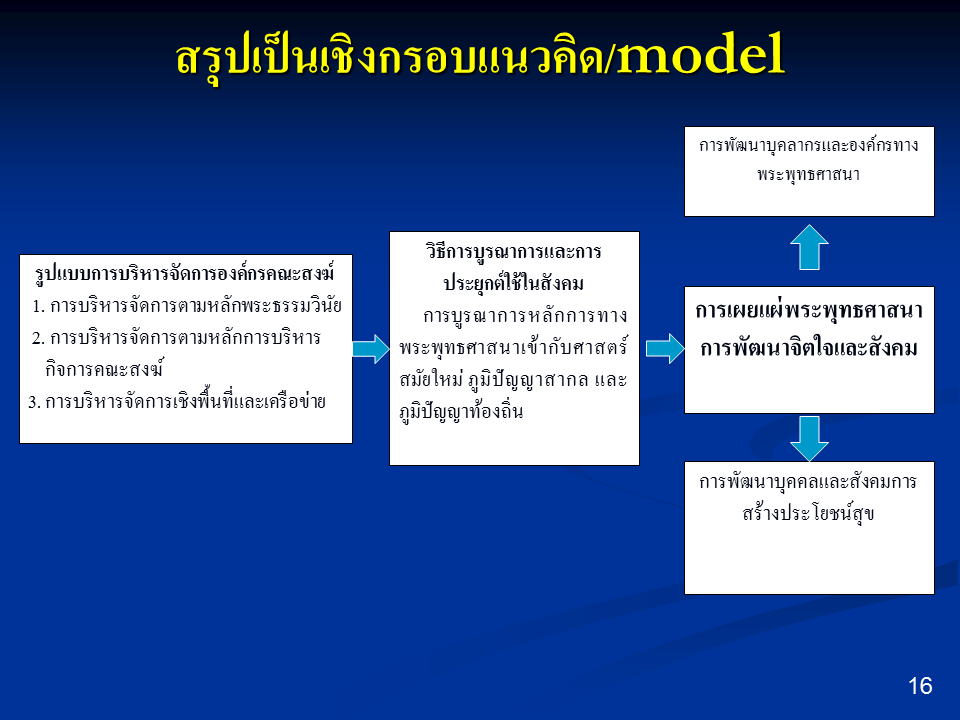 สรุปเป็นเชิงกรอบแนวคิด/model
รูปแบบการบริหารจัดการองค์กรคณะสงฆ์
1. การบริหารจัดการตามหลักพระธรรมวินัย
2. การบริหารจัดการตามหลักการบริหาร
กิจการคณะสงฆ์
3. การบริหารจัดการเชิงพื้นที่และเครือข่าย
วิธีการบูรณาการและการ
ประยุกต์ใช้ในสังคม
การบูรณาการหลักการทาง
พระพุทธศาสนาเข้ากับศาสตร์
สมัยใหม่ ภูมิปัญญาสากล และ
ภูมิปัญญาท้องถิ่น
การพัฒนาบุคลากรและองค์กรทาง
พระพุทธศาสนา
การเผยแผ่พระพุทธศาสนา
การพัฒนาจิตใจและสังคม
การพัฒนาบุคคลและสังคมการ
สร้างประโยชน์สุข
16